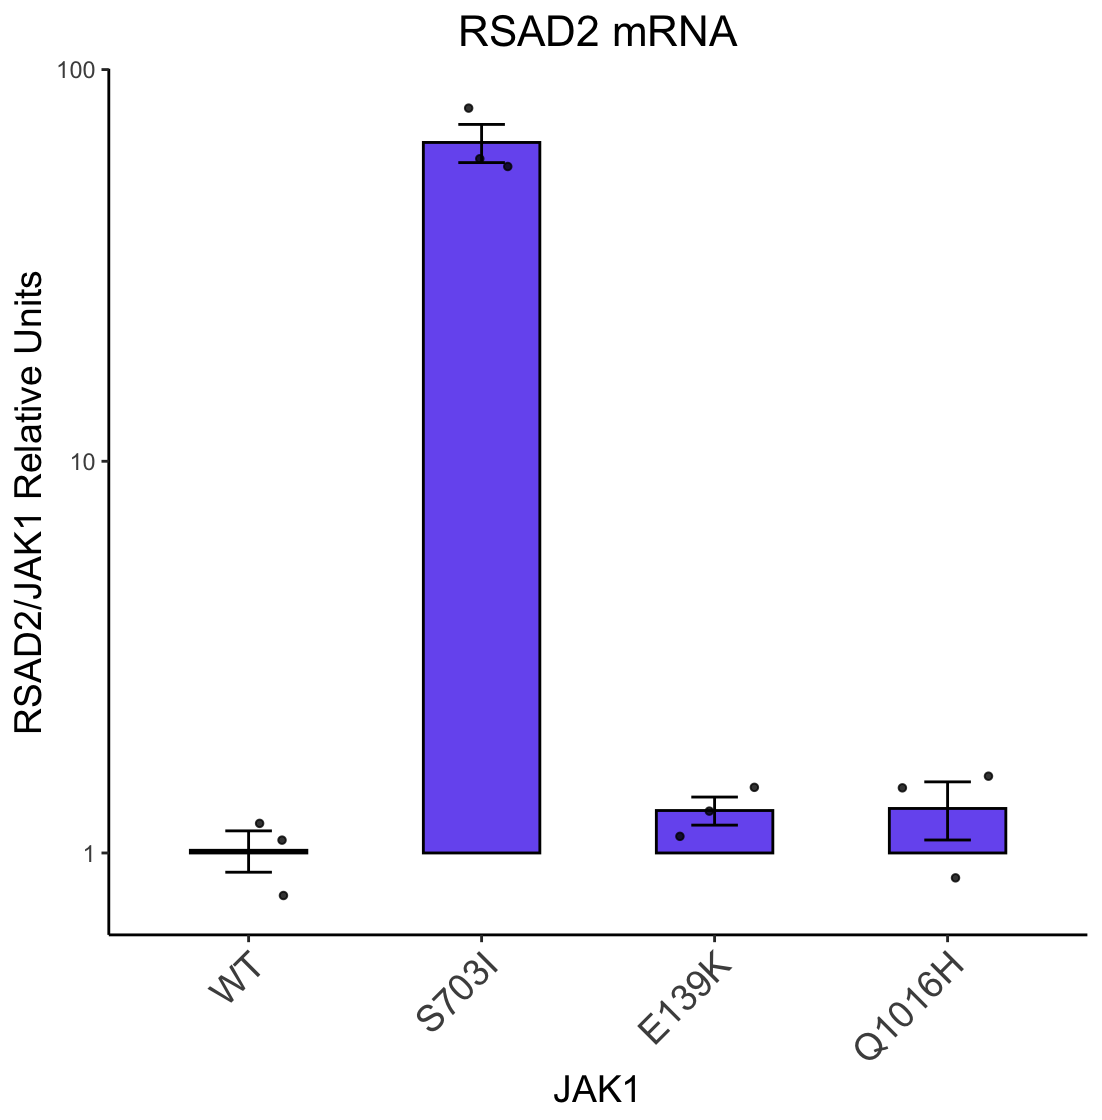 RSAD2 mRNA
RSAD2/JAK1 Relative Units
100
10
1
WT
S703I
E139K
Q1016H
JAK1